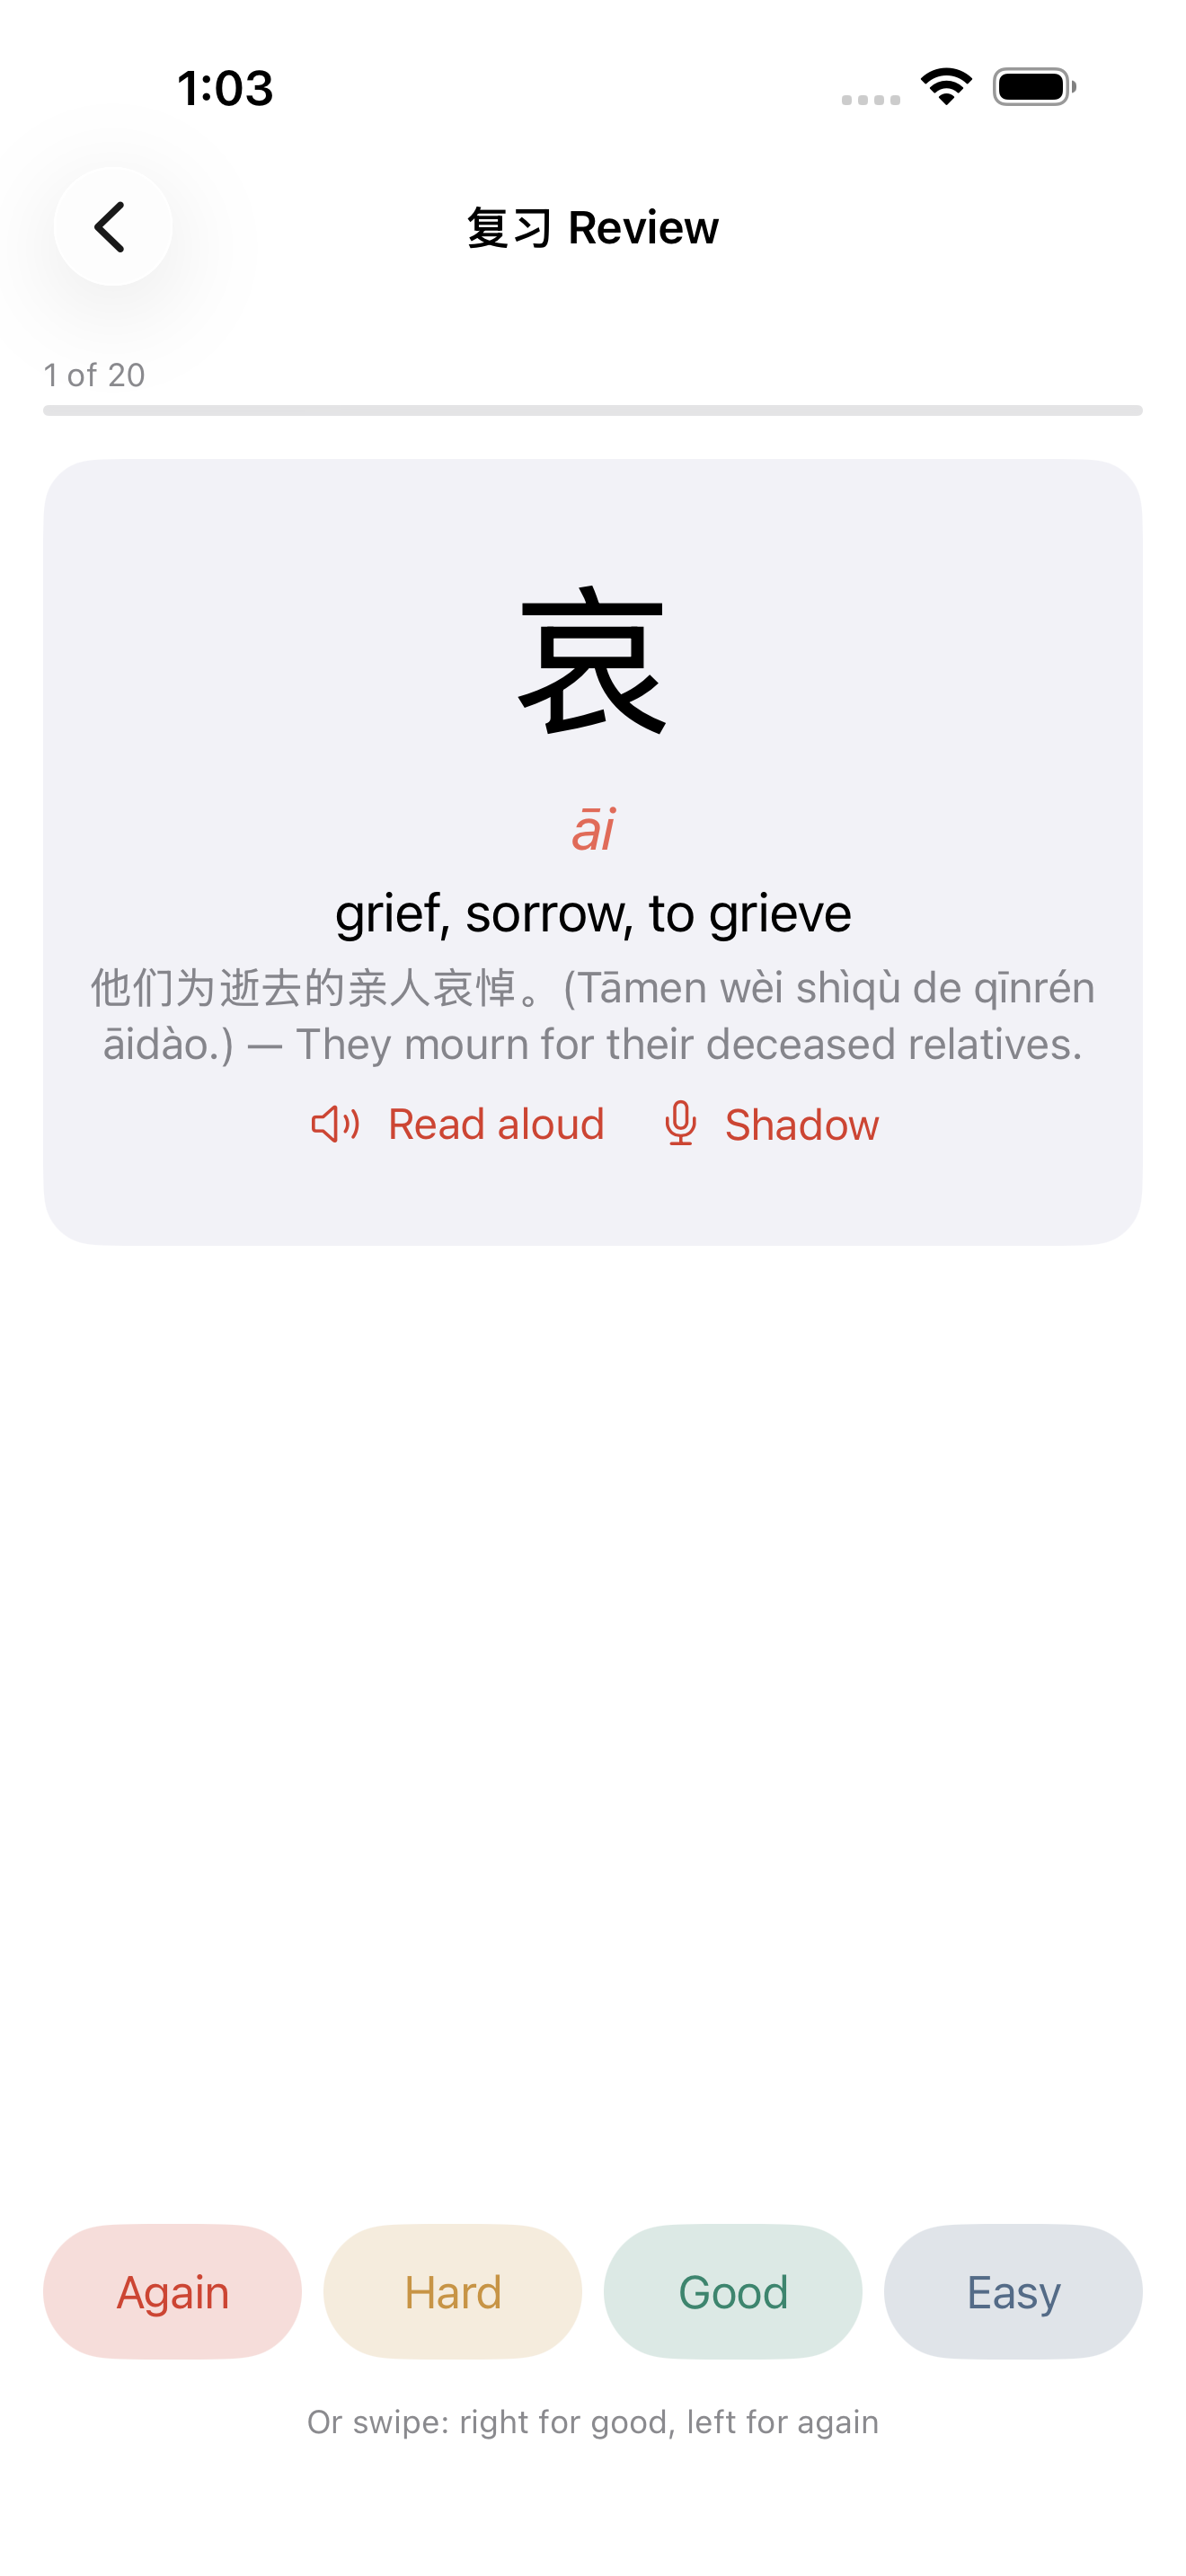 1:03
复习 Review
1 of 20
哀
āi
grief, sorrow, to grieve
他们为逝去的亲人哀悼。(Tāmen wèi shìqù de qīnrén
āidào.) — They mourn for their deceased relatives.
Read aloud Shadow
Again Hard Good Easy
Or swipe: right for good, left for again